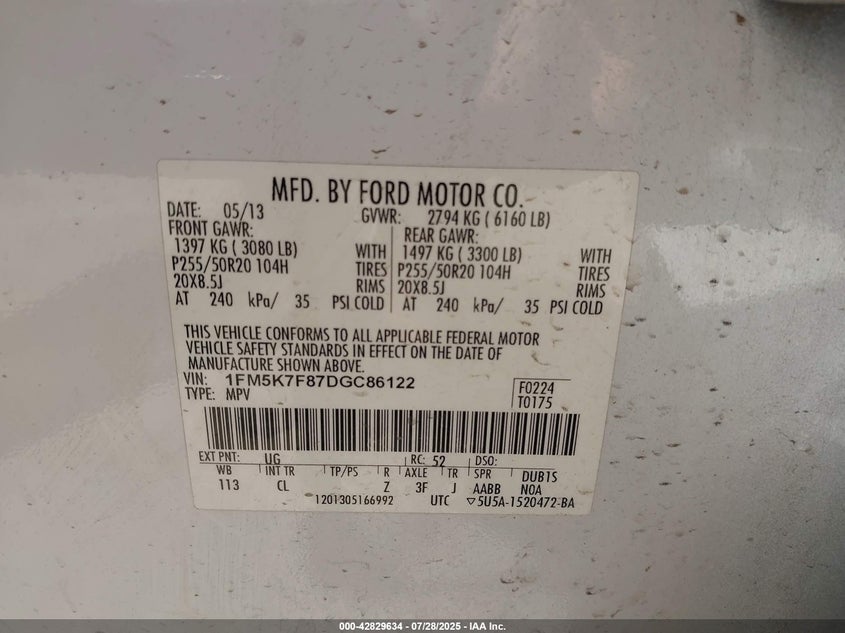 MFD. BY FORD MOTOR CO.
DATE: 05/13 GVWR: 2794 KG ( 6160 LB)
FRONT GAWR: REAR GAWR:
1397 KG ( 3080 LB) WITH 1497 KG ( 3300 LB) WITH
P255/50R20 104H TIRES P255/50R20 104H TIRES
20X8.5J RIMS 20X8.5J RIMS
AT 240 kPa/ 35 PSI COLD AT 240 kPa/ 35 PSI COLD
THIS VEHICLE CONFORMS TO ALL APPLICABLE FEDERAL MOTOR
VEHICLE SAFETY STANDARDS IN EFFECT ON THE DATE OF
MANUFACTURE SHOWN ABOVE.
VIN: 1FM5K7F87DGC86122 F0224
TYPE: MPV T0175
EXT PNT: UG RC: 52 DSO:
WB INT TR TP/PS R AXLE TR SPR DUB1S
113 CL Z 3F J AABB NOA
1201305166992 UTC ▽5U5A-1520472-BA
000-42829634 / 07/28/2025 - IAA Inc.